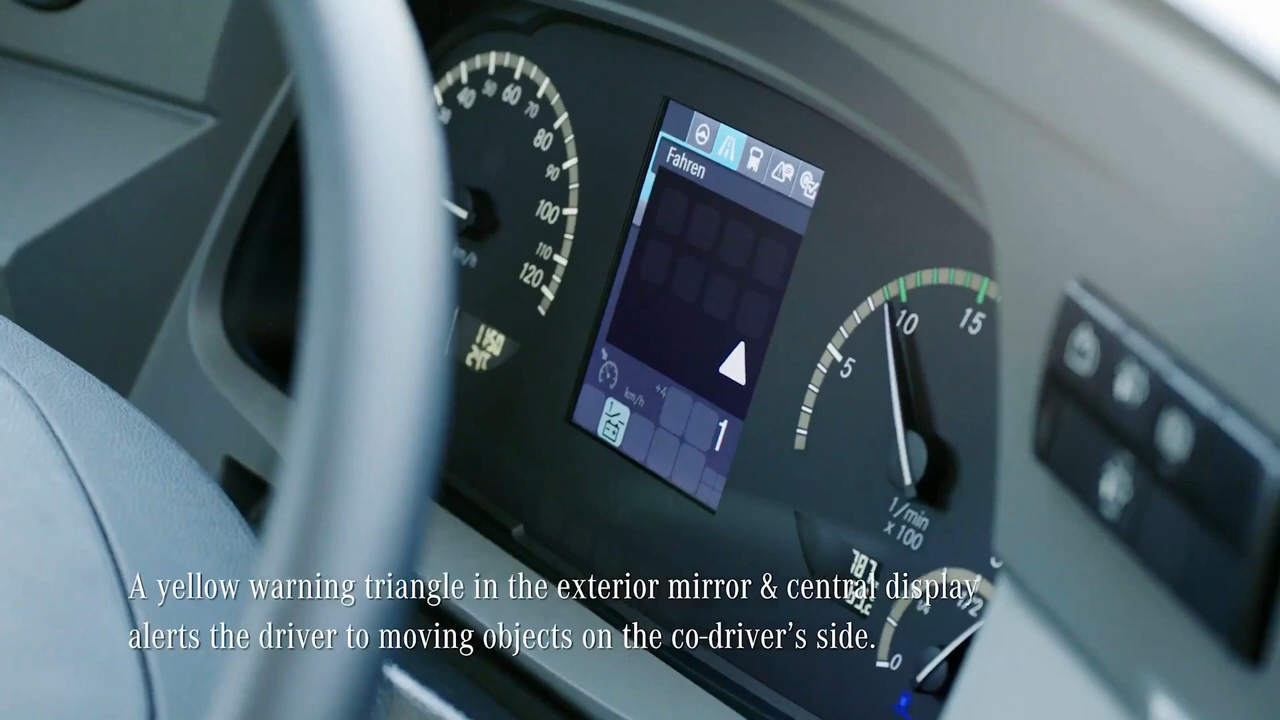 40
50
60
70
80
90
100
110
120
km/h
Fahren
km/h
+4
1
5
10
15
1/min
x 100
0
1/2
A yellow warning triangle in the exterior mirror & central display
alerts the driver to moving objects on the co-driver’s side.